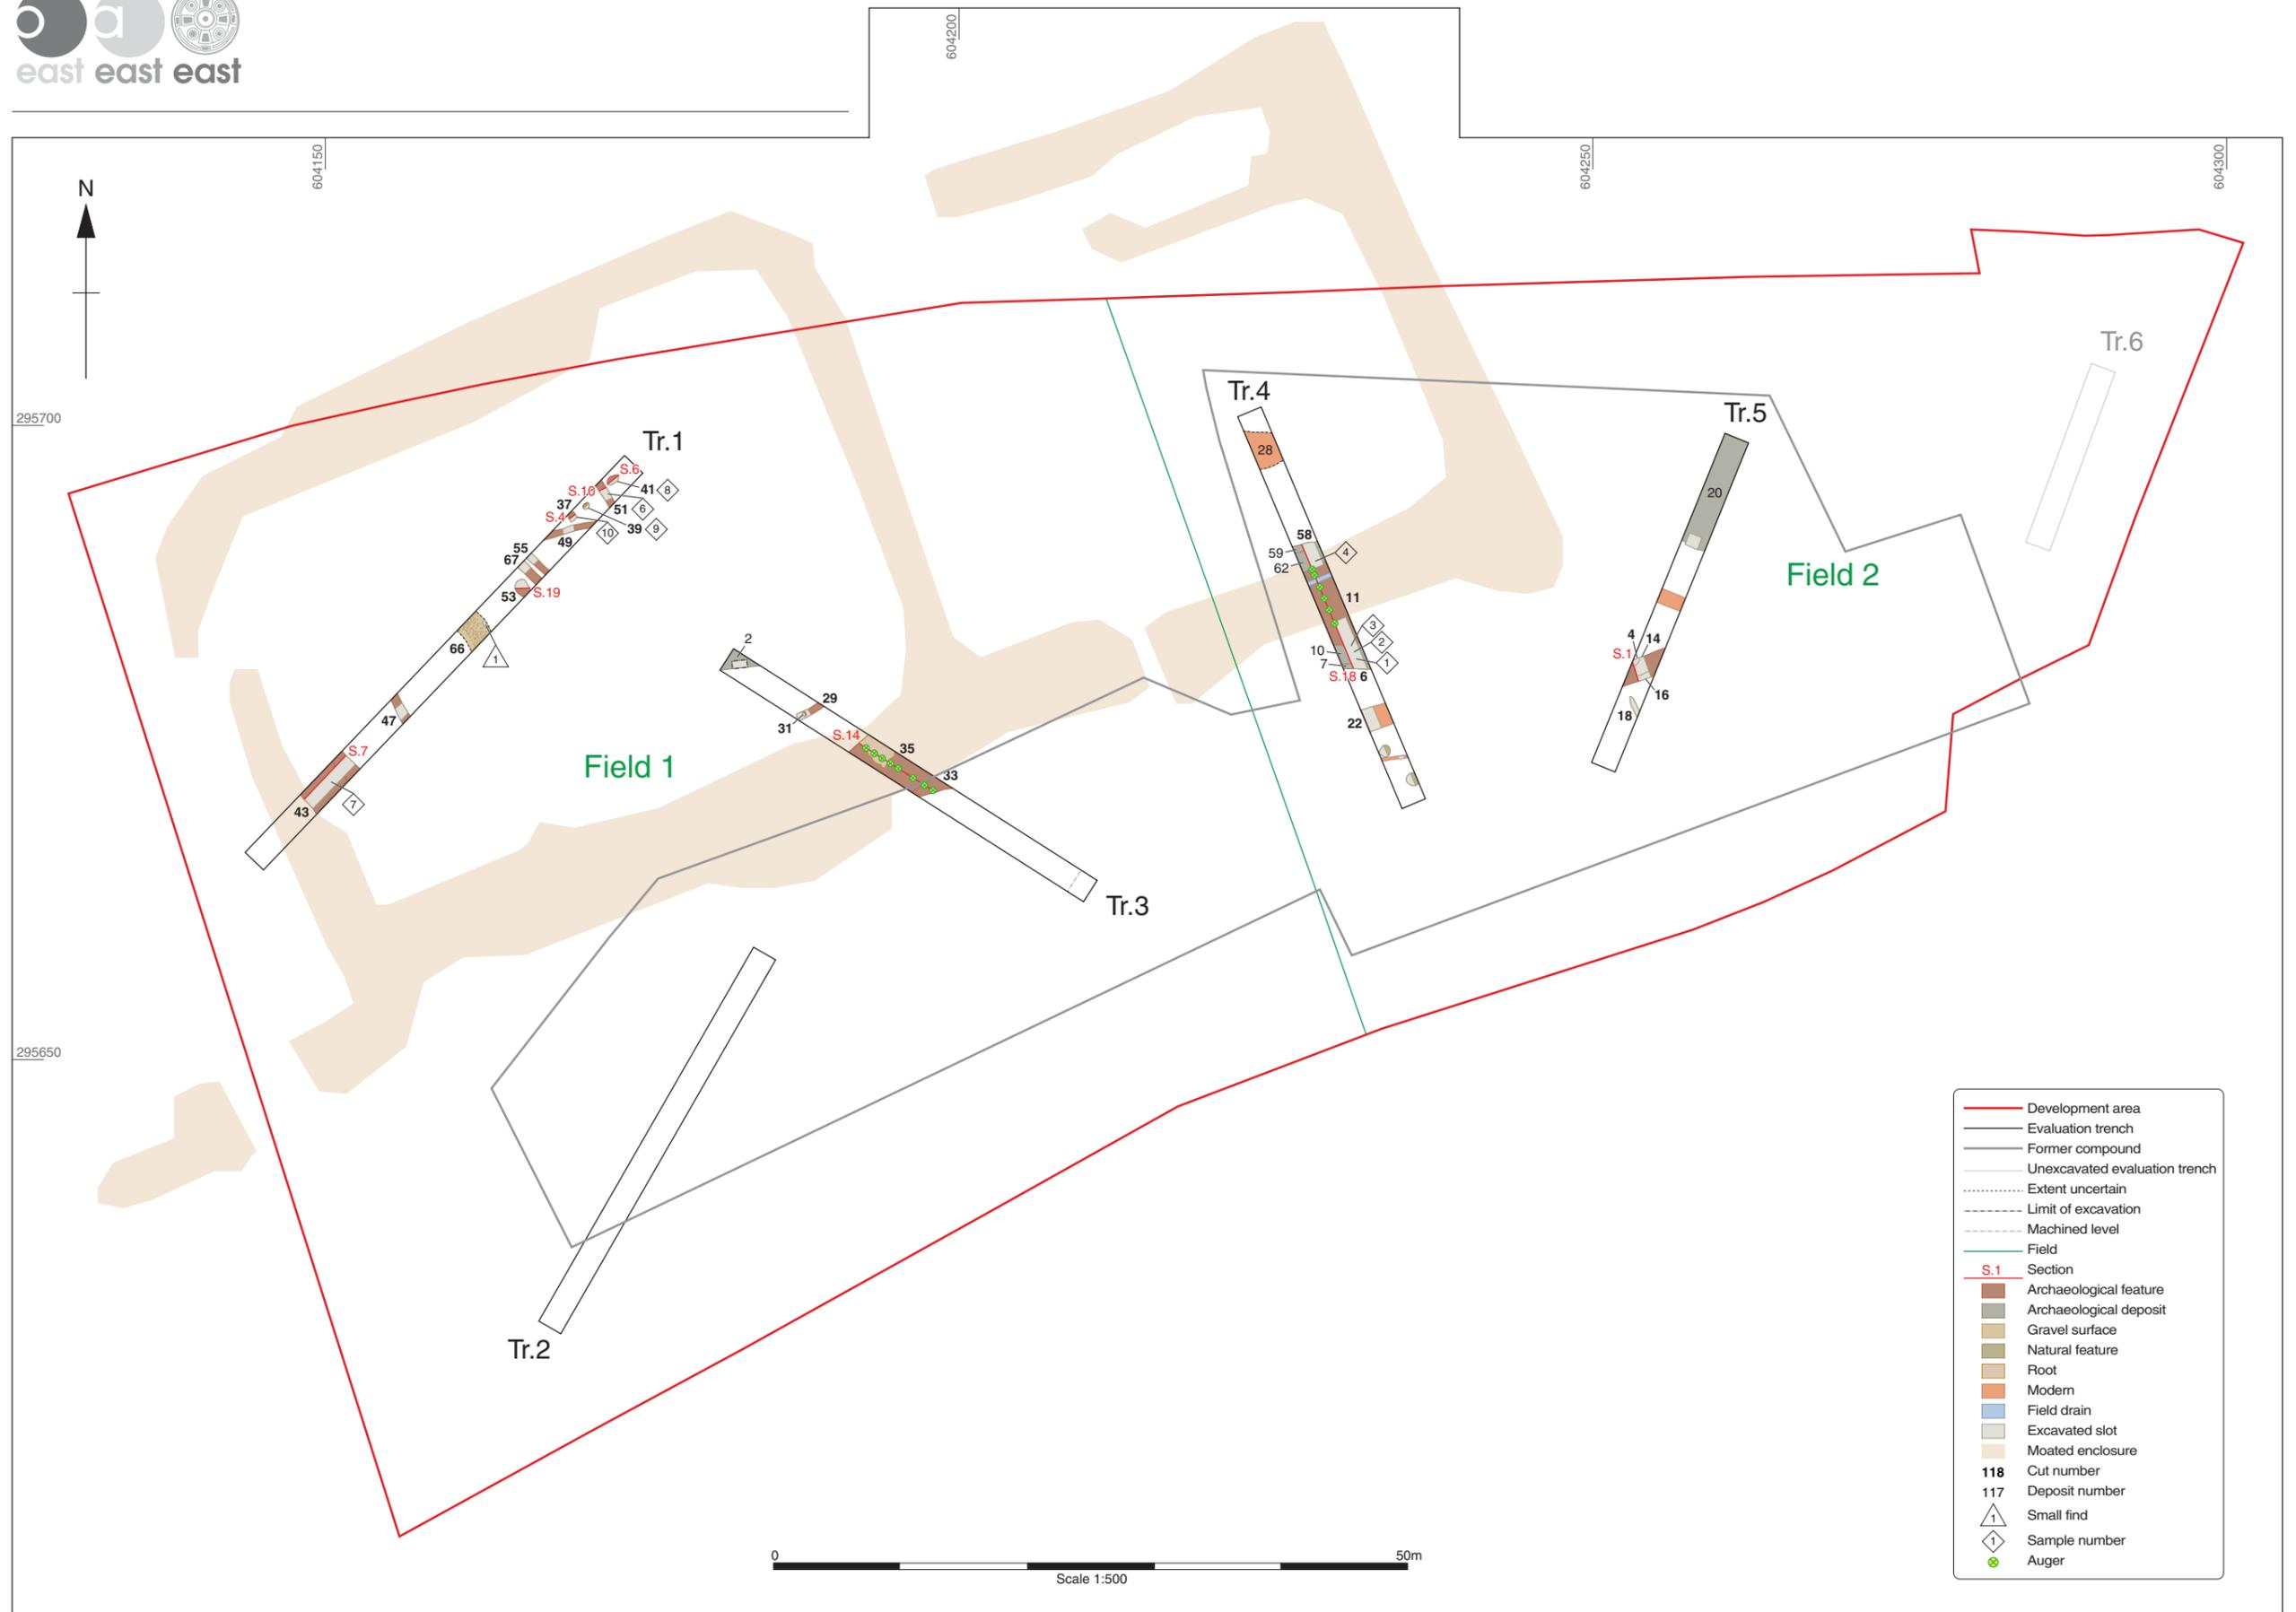 east east east
604200
604150
604250
604300
N
295700
295650
Tr.1
S.6
S.10
41
8
37
51
6
S.4
39
9
10
49
55
67
53
S.19
66
1
47
S.7
7
43
Field 1
2
29
31
S.14
35
33
Tr.3
Tr.2
Tr.4
28
58
59
62
4
11
3
2
10
7
1
S.18
6
22
Tr.5
20
Field 2
4
14
S.1
16
18
Tr.6
Development area
Evaluation trench
Former compound
Unexcavated evaluation trench
Extent uncertain
Limit of excavation
Machined level
Field
S.1 Section
Archaeological feature
Archaeological deposit
Gravel surface
Natural feature
Root
Modern
Field drain
Excavated slot
Moated enclosure
118 Cut number
117 Deposit number
1 Small find
1 Sample number
Auger
0 50m
Scale 1:500